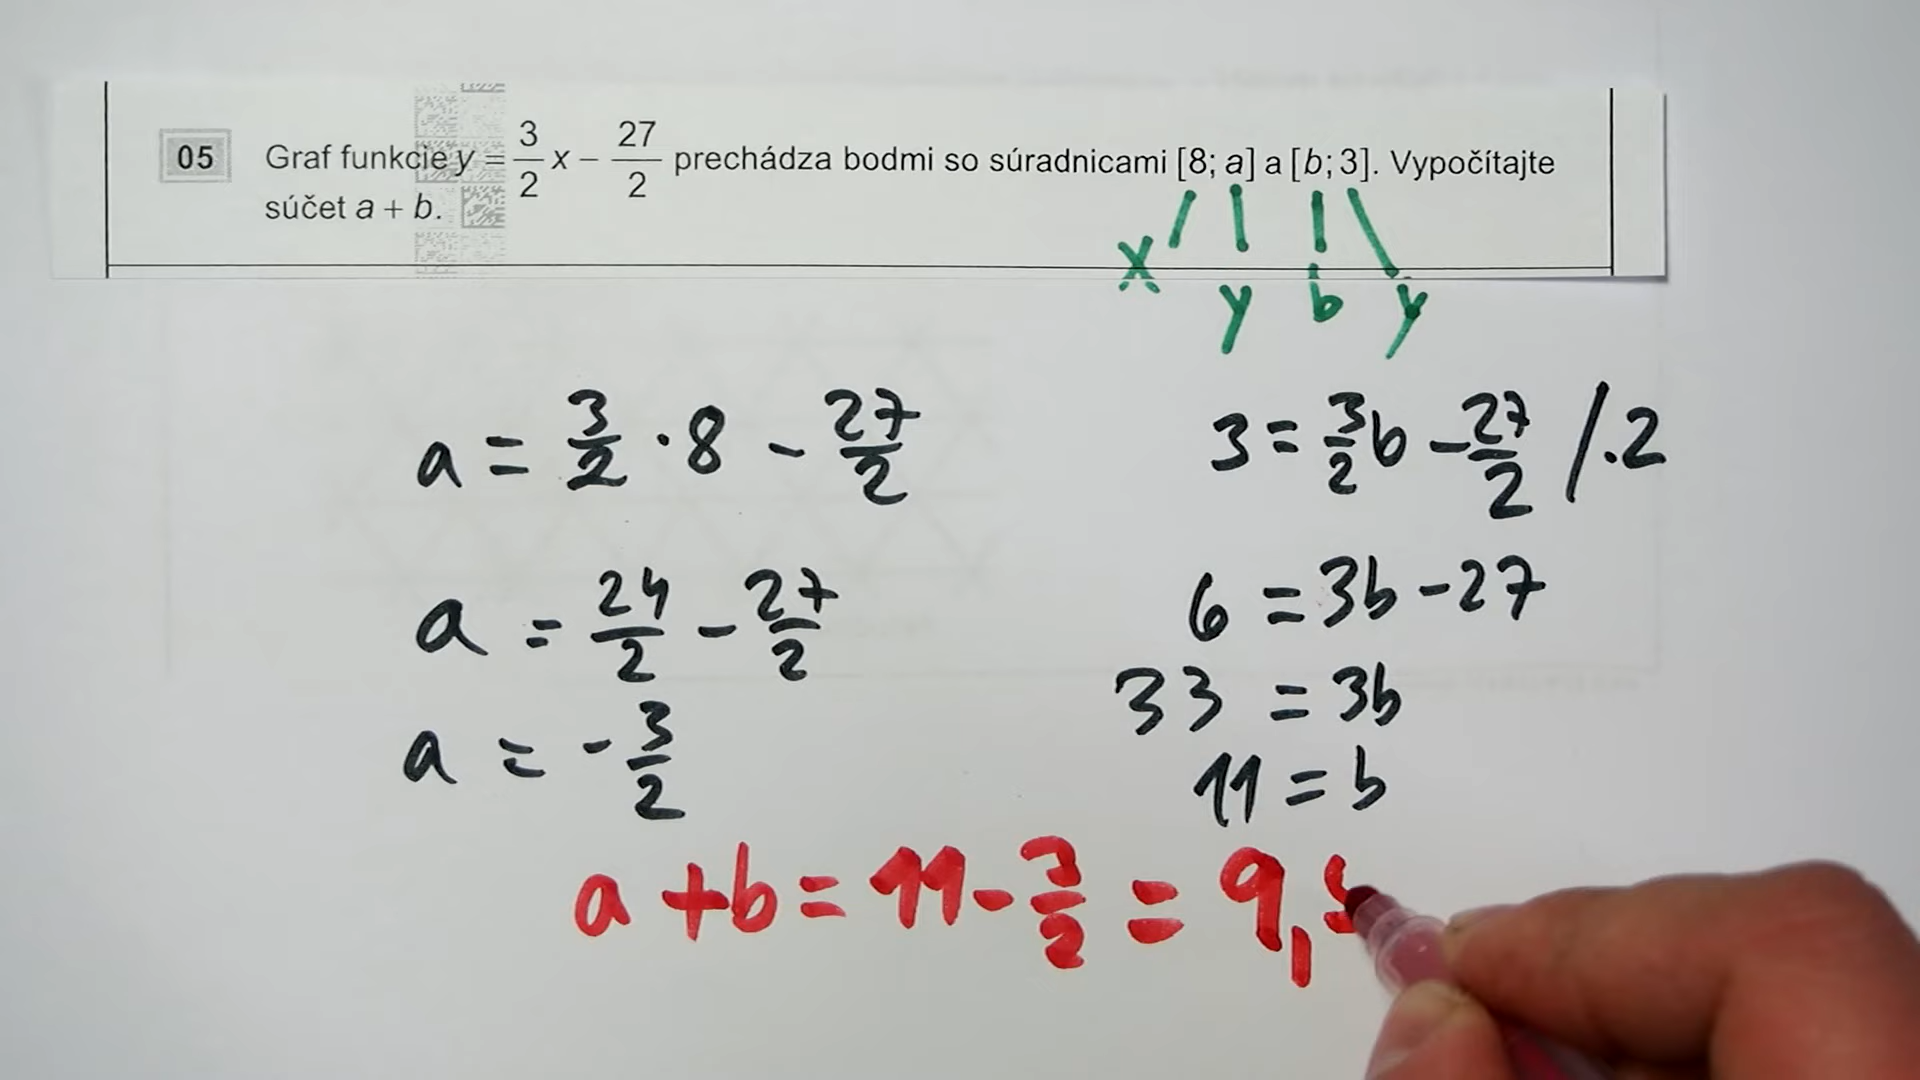 05 Graf funkcie y = 3/2 x − 27/2 prechádza bodmi so súradnicami [8; a] a [b; 3]. Vypočítajte
súčet a + b.
x y b y
a = 3/2 · 8 - 27/2
3 = 3/2 b - 27/2 /.2
a = 24/2 - 27/2
6 = 3b - 27
33 = 3b
a = - 3/2
11 = b
a + b = 11 - 3/2 = 9,5